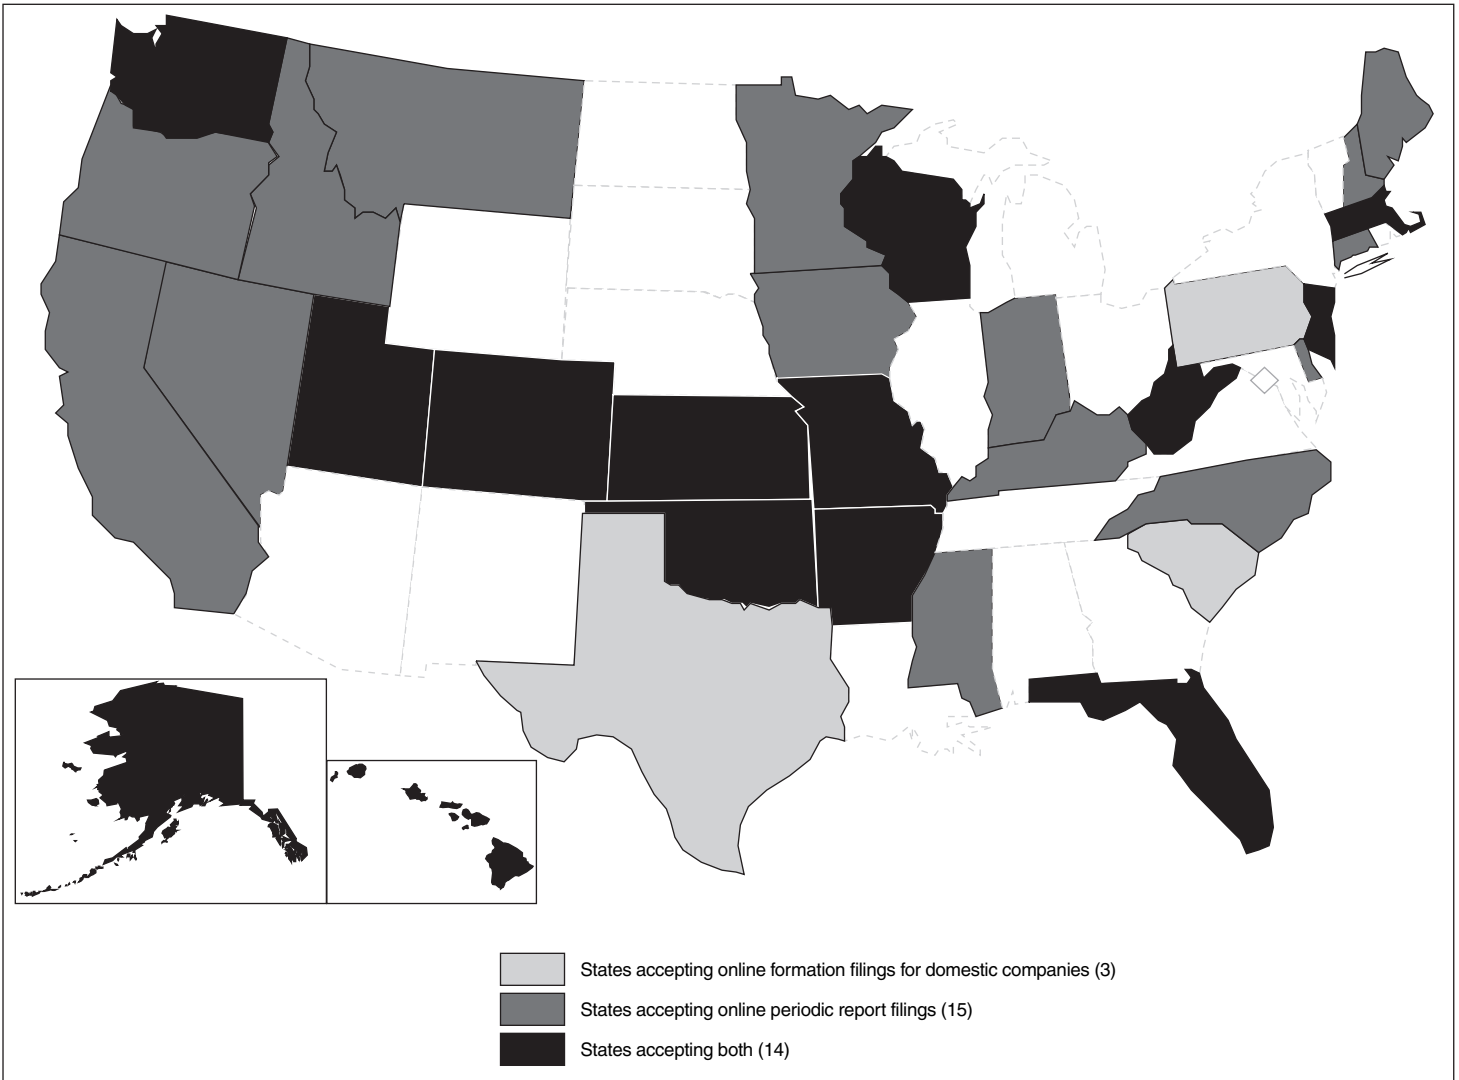 States accepting online formation filings for domestic companies (3)
States accepting online periodic report filings (15)
States accepting both (14)